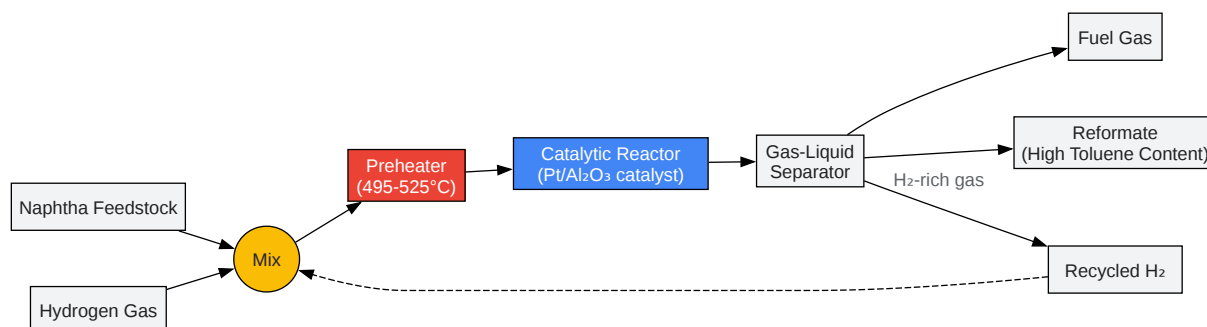 Naphtha Feedstock
Hydrogen Gas
Mix
Preheater
(495-525°C)
Catalytic Reactor
(Pt/Al₂O₃ catalyst)
Gas-Liquid
Separator
H₂-rich gas
Fuel Gas
Reformate
(High Toluene Content)
Recycled H₂